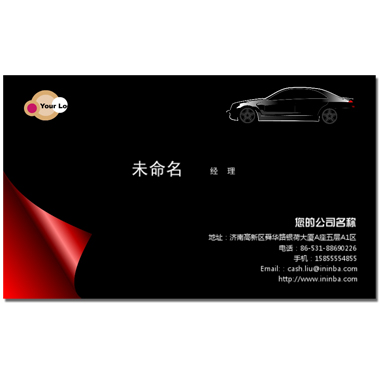 Your Lo
未命名 经 理
您的公司名称
地址：济南高新区舜华路银荷大厦A座五层A1区
电话：86-531-88690226
手机：15855554855
Email:：cash.liu@ininba.com
http://www.ininba.com